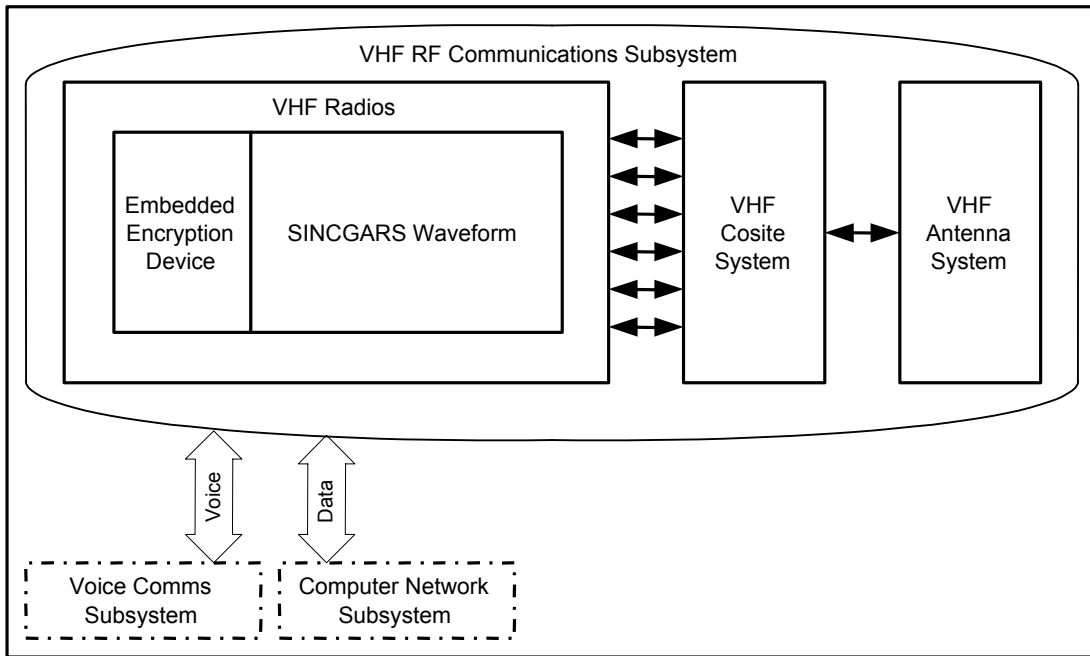 VHF RF Communications Subsystem
VHF Radios
Embedded
Encryption
Device
SINCGARS Waveform
VHF
Cosite
System
VHF
Antenna
System
Voice
Data
Voice Comms
Subsystem
Computer Network
Subsystem